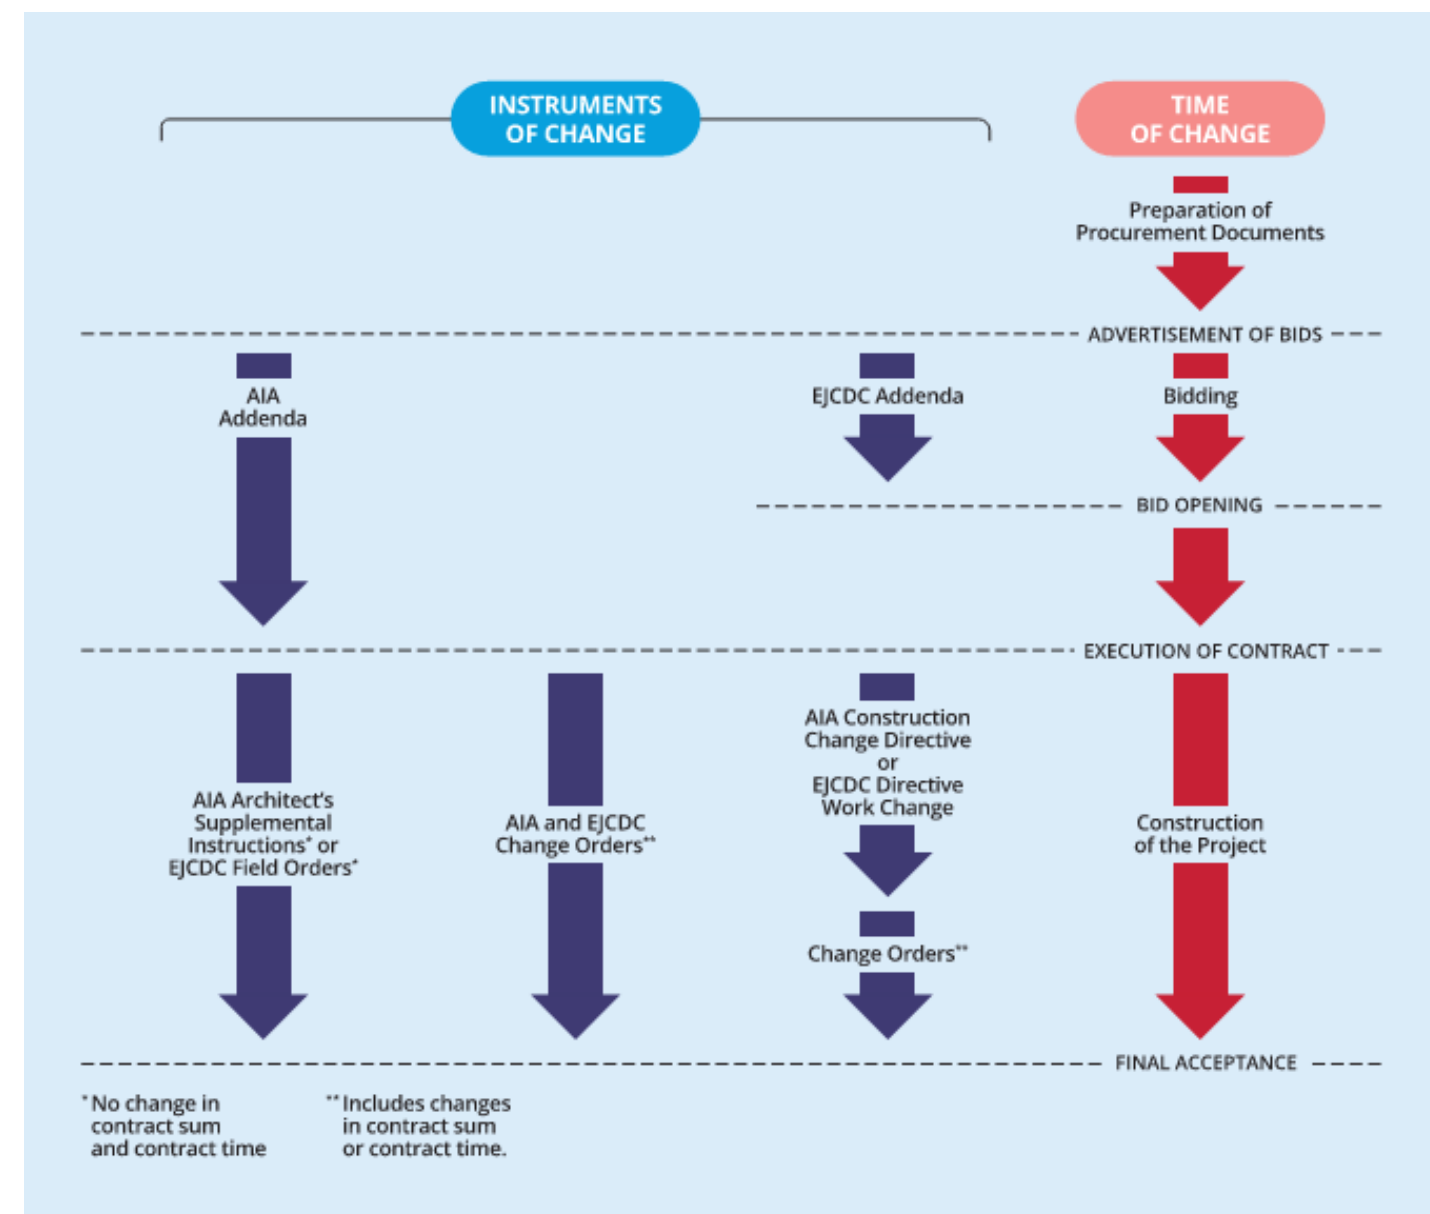 INSTRUMENTS
OF CHANGE
TIME
OF CHANGE
Preparation of
Procurement Documents
ADVERTISEMENT OF BIDS
AIA
Addenda
EJCDC Addenda
Bidding
BID OPENING
EXECUTION OF CONTRACT
AIA Architect's
Supplemental
Instructions* or
EJCDC Field Orders*
AIA and EJCDC
Change Orders**
AIA Construction
Change Directive
or
EJCDC Directive
Work Change
Change Orders**
Construction
of the Project
FINAL ACCEPTANCE
*No change in
contract sum
and contract time
**Includes changes
in contract sum
or contract time.